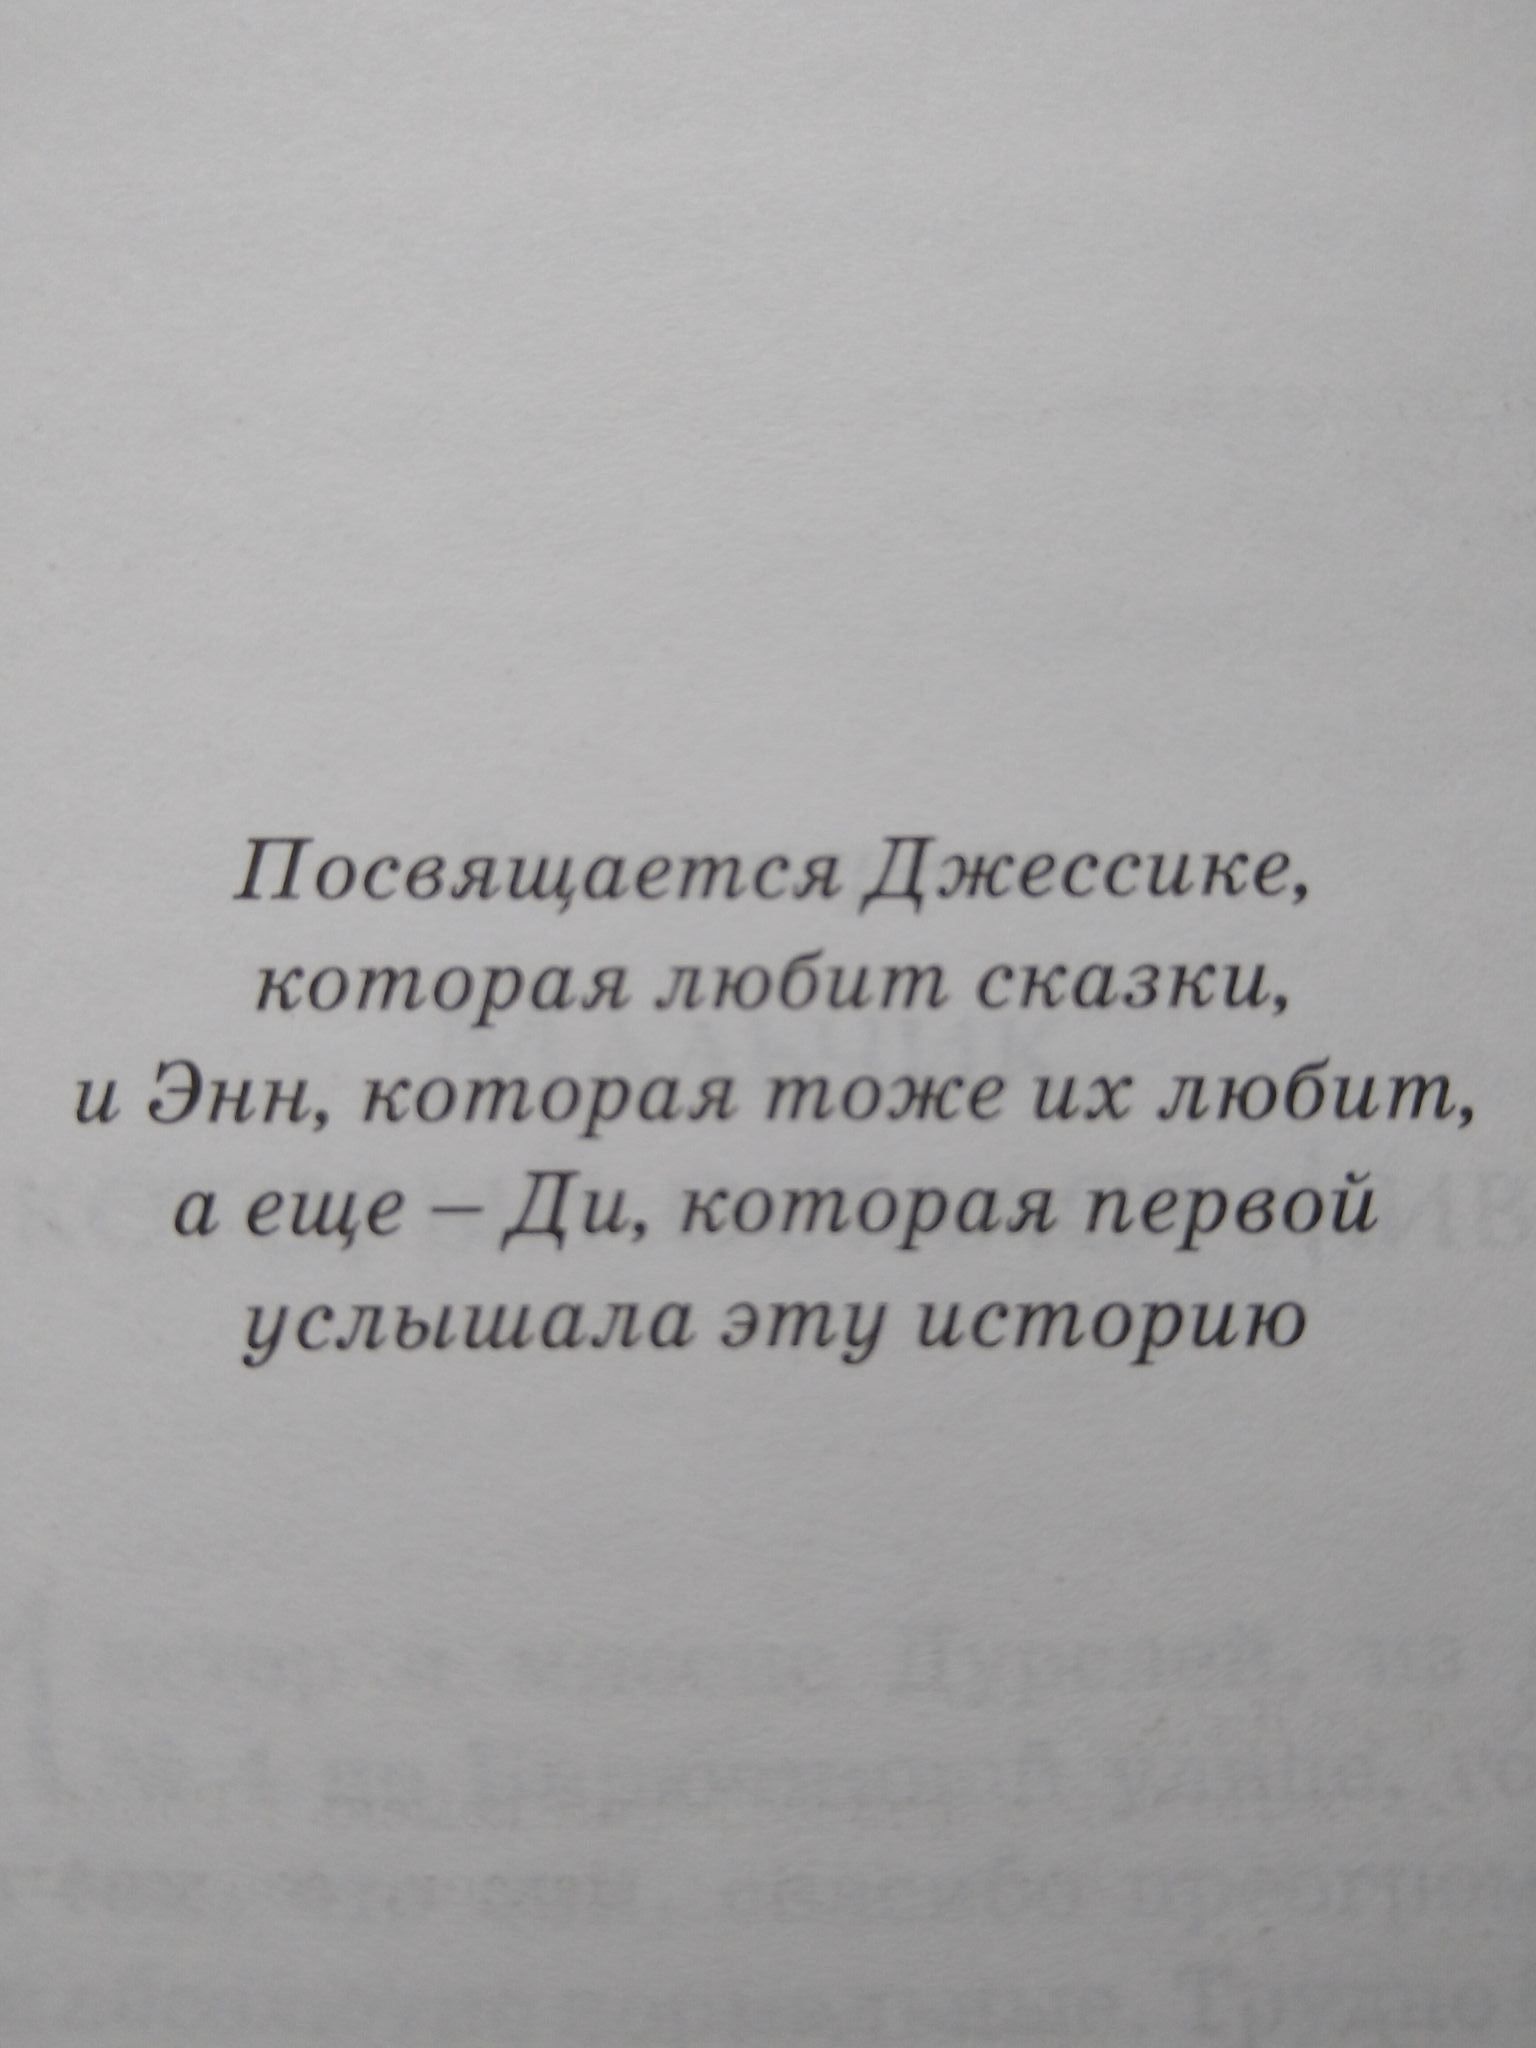 Посвящается Джессике,
которая любит сказки,
и Энн, которая тоже их любит,
а еще – Ди, которая первой
услышала эту историю